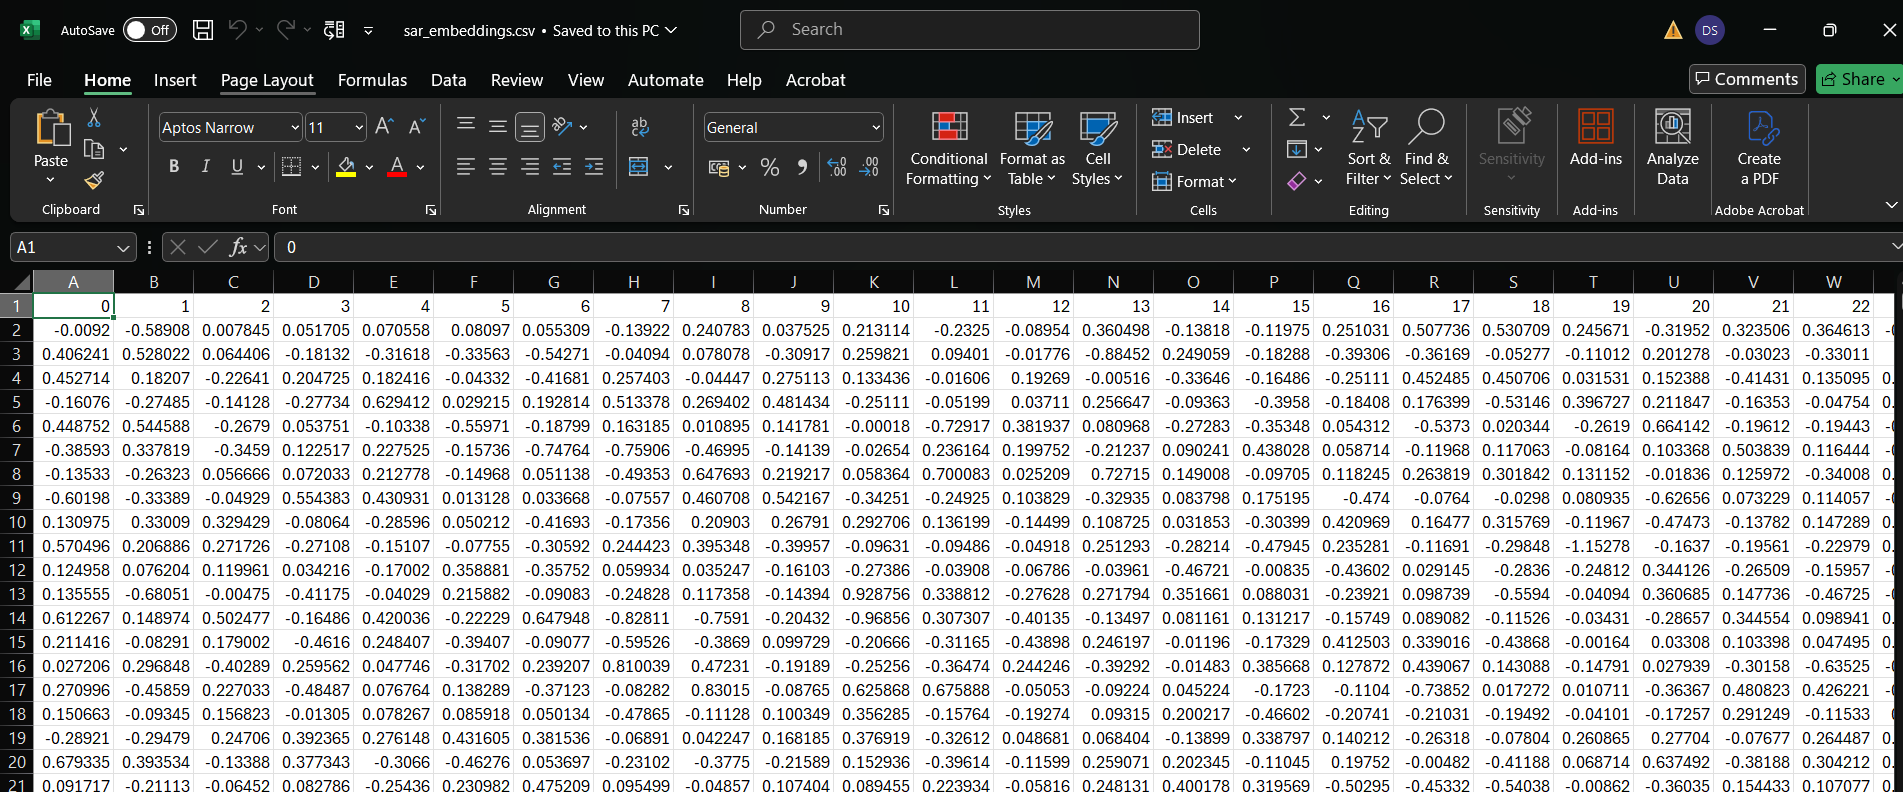 AutoSave Off sar_embeddings.csv • Saved to this PC Search DS
File Home Insert Page Layout Formulas Data Review View Automate Help Acrobat Comments Share
Paste
Clipboard
Aptos Narrow 11
B I U A
Font
ab
Alignment
General
% .00
Number
Conditional Formatting
Format as Table
Cell Styles
Styles
Insert
Delete
Format
Cells
Sort & Filter
Find & Select
Editing
Sensitivity
Sensitivity
Add-ins
Add-ins
Analyze Data
Create a PDF
Adobe Acrobat
A1 fx 0
A B C D E F G H I J K L M N O P Q R S T U V W
1 0 1 2 3 4 5 6 7 8 9 10 11 12 13 14 15 16 17 18 19 20 21 22
2 -0.0092 -0.58908 0.007845 0.051705 0.070558 0.08097 0.055309 -0.13922 0.240783 0.037525 0.213114 -0.2325 -0.08954 0.360498 -0.13818 -0.11975 0.251031 0.507736 0.530709 0.245671 -0.31952 0.323506 0.364613
3 0.406241 0.528022 0.064406 -0.18132 -0.31618 -0.33563 -0.54271 -0.04094 0.078078 -0.30917 0.259821 0.09401 -0.01776 -0.88452 0.249059 -0.18288 -0.39306 -0.36169 -0.05277 -0.11012 0.201278 -0.03023 -0.33011
4 0.452714 0.18207 -0.22641 0.204725 0.182416 -0.04332 -0.41681 0.257403 -0.04447 0.275113 0.133436 -0.01606 0.19269 -0.00516 -0.33646 -0.16486 -0.25111 0.452485 0.450706 0.031531 0.152388 -0.41431 0.135095
5 -0.16076 -0.27485 -0.14128 -0.27734 0.629412 0.029215 0.192814 0.513378 0.269402 0.481434 -0.25111 -0.05199 0.03711 0.256647 -0.09363 -0.3958 -0.18408 0.176399 -0.53146 0.396727 0.211847 -0.16353 -0.04754
6 0.448752 0.544588 -0.2679 0.053751 -0.10338 -0.55971 -0.18799 0.163185 0.010895 0.141781 -0.00018 -0.72917 0.381937 0.080968 -0.27283 -0.35348 0.054312 -0.5373 0.020344 -0.2619 0.664142 -0.19612 -0.19443
7 -0.38593 0.337819 -0.3459 0.122517 0.227525 -0.15736 -0.74764 -0.75906 -0.46995 -0.14139 -0.02654 0.236164 0.199752 -0.21237 0.090241 0.438028 0.058714 -0.11968 0.117063 -0.08164 0.103368 0.503839 0.116444
8 -0.13533 -0.26323 0.056666 0.072033 0.212778 -0.14968 0.051138 -0.49353 0.647693 0.219217 0.058364 0.700083 0.025209 0.72715 0.149008 -0.09705 0.118245 0.263819 0.301842 0.131152 -0.01836 0.125972 -0.34008
9 -0.60198 -0.33389 -0.04929 0.554383 0.430931 0.013128 0.033668 -0.07557 0.460708 0.542167 -0.34251 -0.24925 0.103829 -0.32935 0.083798 0.175195 -0.474 -0.0764 -0.0298 0.080935 -0.62656 0.073229 0.114057
10 0.130975 0.33009 0.329429 -0.08064 -0.28596 0.050212 -0.41693 -0.17356 0.20903 0.26791 0.292706 0.136199 -0.14499 0.108725 0.031853 -0.30399 0.420969 0.16477 0.315769 -0.11967 -0.47473 -0.13782 0.147289
11 0.570496 0.206886 0.271726 -0.27108 -0.15107 -0.07755 -0.30592 0.244423 0.395348 -0.39957 -0.09631 -0.09486 -0.04918 0.251293 -0.28214 -0.47945 0.235281 -0.11691 -0.29848 -1.15278 -0.1637 -0.19561 -0.22979
12 0.124958 0.076204 0.119961 0.034216 -0.17002 0.358881 -0.35752 0.059934 0.035247 -0.16103 -0.27386 -0.03908 -0.06786 -0.03961 -0.46721 -0.00835 -0.43602 0.029145 -0.2836 -0.24812 0.344126 -0.26509 -0.15957
13 0.135555 -0.68051 -0.00475 -0.41175 -0.04029 0.215882 -0.09083 -0.24828 0.117358 -0.14394 0.928756 0.338812 -0.27628 0.271794 0.351661 0.088031 -0.23921 0.098739 -0.5594 -0.04094 0.360685 0.147736 -0.46725
14 0.612267 0.148974 0.502477 -0.16486 0.420036 -0.22229 0.647948 -0.82811 -0.7591 -0.20432 -0.96856 0.307307 -0.40135 -0.13497 0.081161 0.131217 -0.15749 0.089082 -0.11526 -0.03431 -0.28657 0.344554 0.098941
15 0.211416 -0.08291 0.179002 -0.4616 0.248407 -0.39407 -0.09077 -0.59526 -0.3869 0.099729 -0.20666 -0.31165 -0.43898 0.246197 -0.01196 -0.17329 0.412503 0.339016 -0.43868 -0.00164 0.03308 0.103398 0.047495
16 0.027206 0.296848 -0.40289 0.259562 0.047746 -0.31702 0.239207 0.810039 0.47231 -0.19189 -0.25256 -0.36474 0.244246 -0.39292 -0.01483 0.385668 0.127872 0.439067 0.143088 -0.14791 0.027939 -0.30158 -0.63525
17 0.270996 -0.45859 0.227033 -0.48487 0.076764 0.138289 -0.37123 -0.08282 0.83015 -0.08765 0.625868 0.675888 -0.05053 -0.09224 0.045224 -0.1723 -0.1104 -0.73852 0.017272 0.010711 -0.36367 0.480823 0.426221
18 0.150663 -0.09345 0.156823 -0.01305 0.078267 0.085918 0.050134 -0.47865 -0.11128 0.100349 0.356285 -0.15764 -0.19274 0.09315 0.200217 -0.46602 -0.20741 -0.21031 -0.19492 -0.04101 -0.17257 0.291249 -0.11533
19 -0.28921 -0.29479 0.24706 0.392365 0.276148 0.431605 0.381536 -0.06891 0.042247 0.168185 0.376919 -0.32612 0.048681 0.068404 -0.13899 0.338797 0.140212 -0.26318 -0.07804 0.260865 0.27704 -0.07677 0.264487
20 0.679335 0.393534 -0.13388 0.377343 -0.3066 -0.46276 0.053697 -0.23102 -0.3775 -0.21589 0.152936 -0.39614 -0.11599 0.259071 0.202345 -0.11045 0.19752 -0.00482 -0.41188 0.068714 0.637492 -0.38188 0.304212
21 0.091717 -0.21113 -0.06452 0.082786 -0.25436 0.230982 0.475209 0.095499 -0.04857 0.107404 0.089455 0.223934 -0.05816 0.248131 0.400178 0.319569 -0.50295 -0.45332 -0.54038 -0.00862 -0.36035 0.154433 0.107077